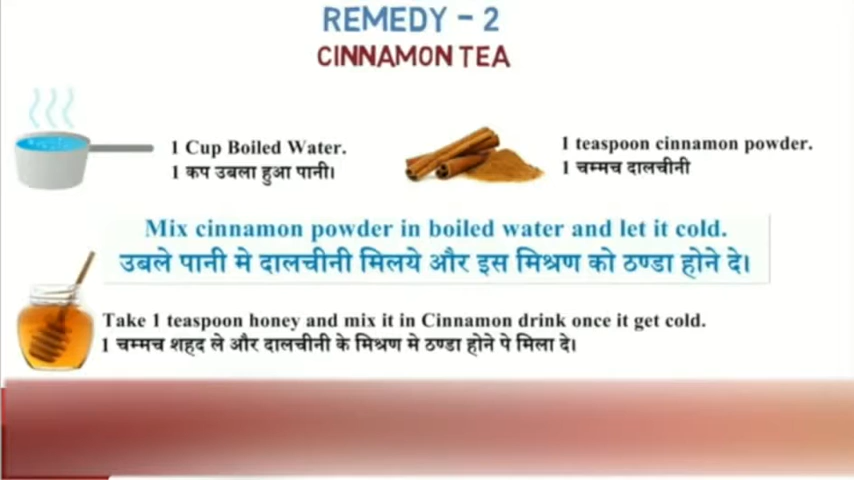 REMEDY - 2
CINNAMON TEA
1 Cup Boiled Water.
1 कप उबला हुआ पानी।
1 teaspoon cinnamon powder.
1 चम्मच दालचीनी
Mix cinnamon powder in boiled water and let it cold.
उबले पानी मे दालचीनी मिलये और इस मिश्रण को ठण्डा होने दे।
Take 1 teaspoon honey and mix it in Cinnamon drink once it get cold.
1 चम्मच शहद ले और दालचीनी के मिश्रण मे ठण्डा होने पे मिला दे।